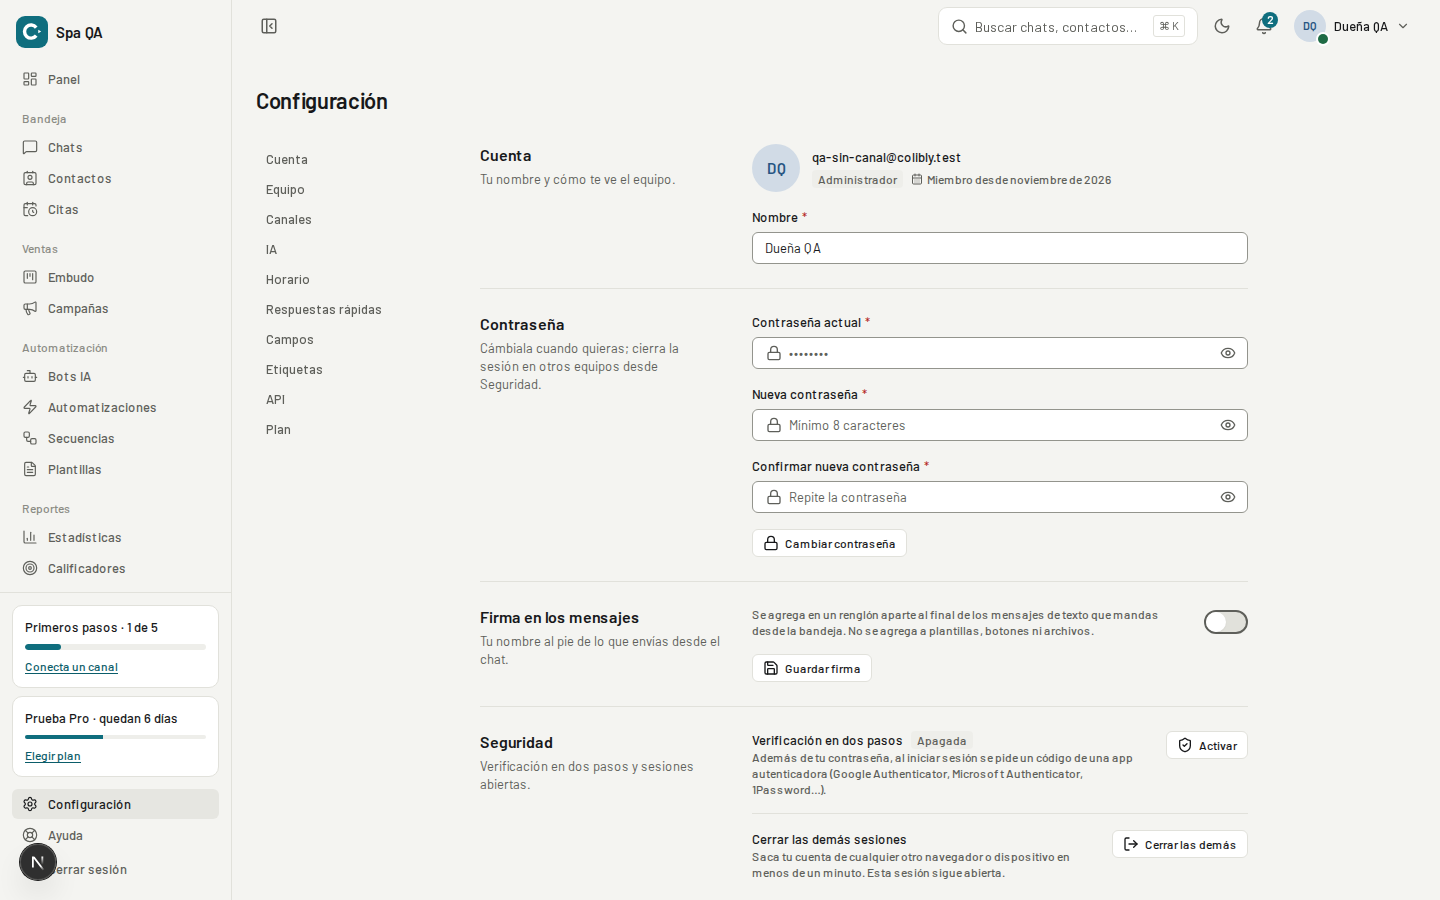 Spa QA
Buscar chats, contactos...
⌘ K
2
DQ
Dueña QA
Panel
Bandeja
Chats
Contactos
Citas
Ventas
Embudo
Campañas
Automatización
Bots IA
Automatizaciones
Secuencias
Plantillas
Reportes
Estadísticas
Calificadores
Primeros pasos · 1 de 5
Conecta un canal
Prueba Pro · quedan 6 días
Elegir plan
Configuración
Ayuda
N
errar sesión
Configuración
Cuenta
Equipo
Canales
IA
Horario
Respuestas rápidas
Campos
Etiquetas
API
Plan
Cuenta
Tu nombre y cómo te ve el equipo.
DQ
qa-sin-canal@colibly.test
Administrador
Miembro desde noviembre de 2026
Nombre *
Dueña QA
Contraseña
Cámbiala cuando quieras; cierra la
sesión en otros equipos desde
Seguridad.
Contraseña actual *
••••••••
Nueva contraseña *
Mínimo 8 caracteres
Confirmar nueva contraseña *
Repite la contraseña
Cambiar contraseña
Firma en los mensajes
Tu nombre al pie de lo que envías desde el
chat.
Se agrega en un renglón aparte al final de los mensajes de texto que mandas
desde la bandeja. No se agrega a plantillas, botones ni archivos.
Guardar firma
Seguridad
Verificación en dos pasos y sesiones
abiertas.
Verificación en dos pasos
Apagada
Además de tu contraseña, al iniciar sesión se pide un código de una app
autenticadora (Google Authenticator, Microsoft Authenticator,
1Password...).
Activar
Cerrar las demás sesiones
Saca tu cuenta de cualquier otro navegador o dispositivo en
menos de un minuto. Esta sesión sigue abierta.
Cerrar las demás